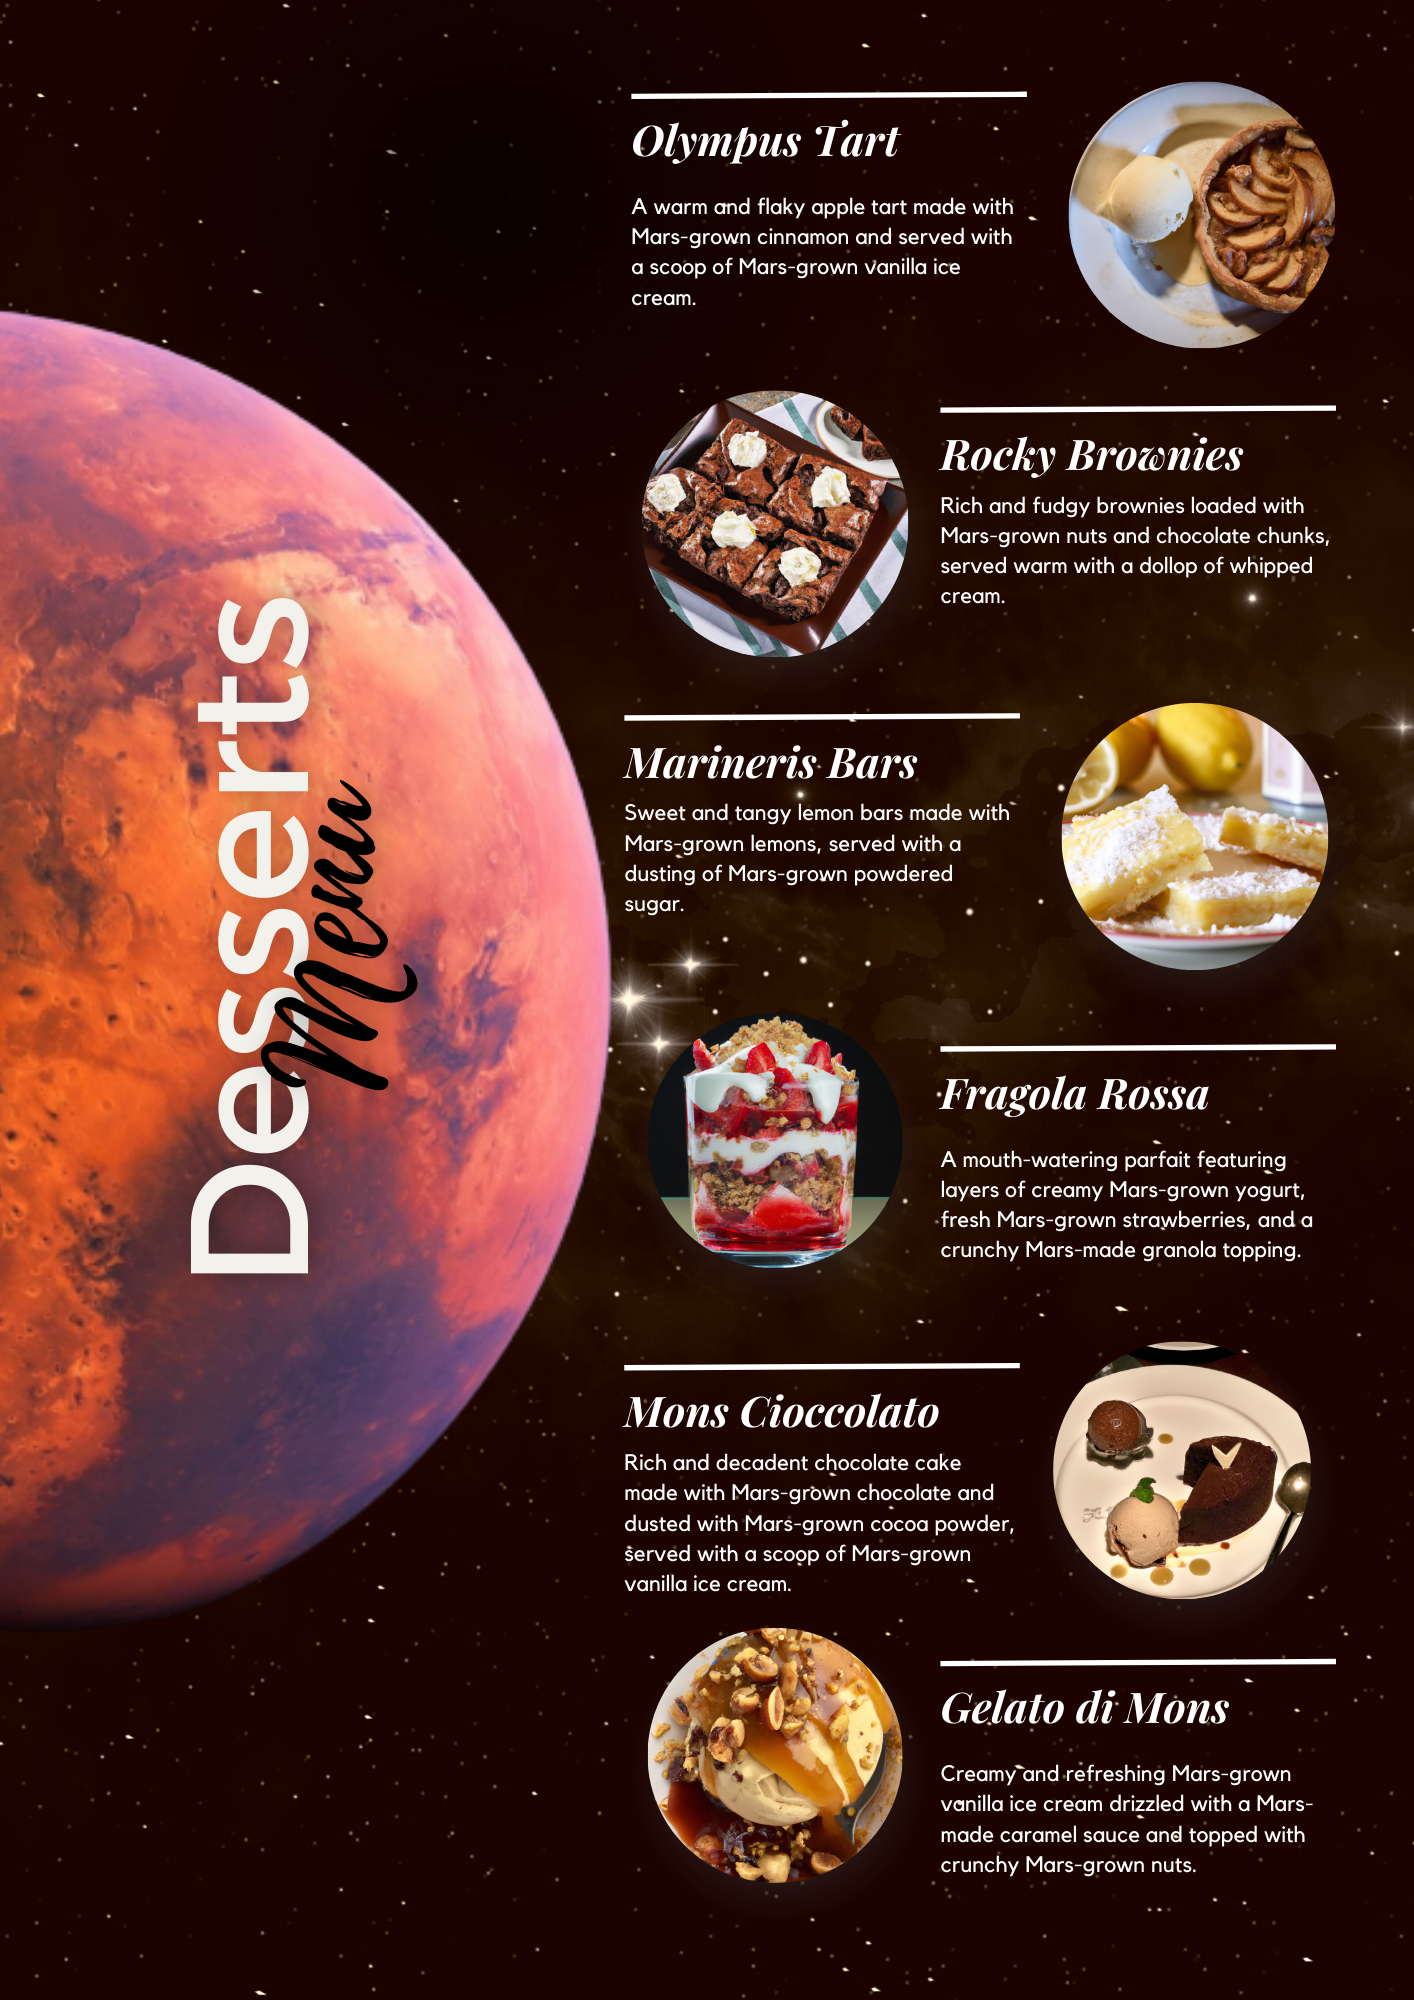 Desserts
Menu
Olympus Tart
A warm and flaky apple tart made with
Mars-grown cinnamon and served with
a scoop of Mars-grown vanilla ice
cream.
Rocky Brownies
Rich and fudgy brownies loaded with
Mars-grown nuts and chocolate chunks,
served warm with a dollop of whipped
cream.
Marineris Bars
Sweet and tangy lemon bars made with
Mars-grown lemons, served with a
dusting of Mars-grown powdered
sugar.
Fragola Rossa
A mouth-watering parfait featuring
layers of creamy Mars-grown yogurt,
fresh Mars-grown strawberries, and a
crunchy Mars-made granola topping.
Mons Cioccolato
Rich and decadent chocolate cake
made with Mars-grown chocolate and
dusted with Mars-grown cocoa powder,
served with a scoop of Mars-grown
vanilla ice cream.
Gelato di Mons
Creamy and refreshing Mars-grown
vanilla ice cream drizzled with a Mars-
made caramel sauce and topped with
crunchy Mars-grown nuts.